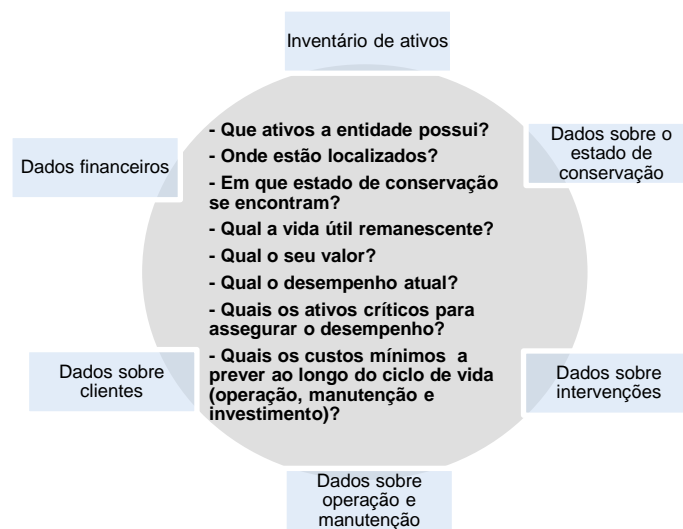 Inventário de ativos
Dados financeiros
Dados sobre o
estado de
conservação
- Que ativos a entidade possui?
- Onde estão localizados?
- Em que estado de conservação
se encontram?
- Qual a vida útil remanescente?
- Qual o seu valor?
- Qual o desempenho atual?
- Quais os ativos críticos para
assegurar o desempenho?
- Quais os custos mínimos a
prever ao longo do ciclo de vida
(operação, manutenção e
investimento)?
Dados sobre
clientes
Dados sobre
intervenções
Dados sobre
operação e
manutenção